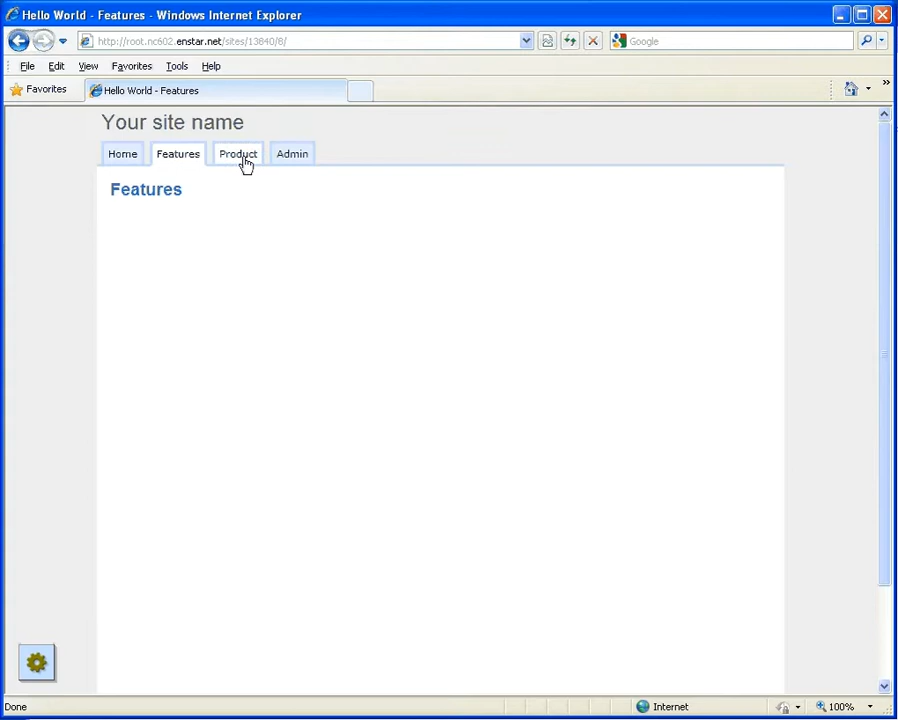 Hello World - Features - Windows Internet Explorer
http://root.nc602.enstar.net/sites/13840/8/
Google
File Edit View Favorites Tools Help
Favorites
Hello World - Features
Your site name
Home Features Product Admin
Features
Done
Internet
100%